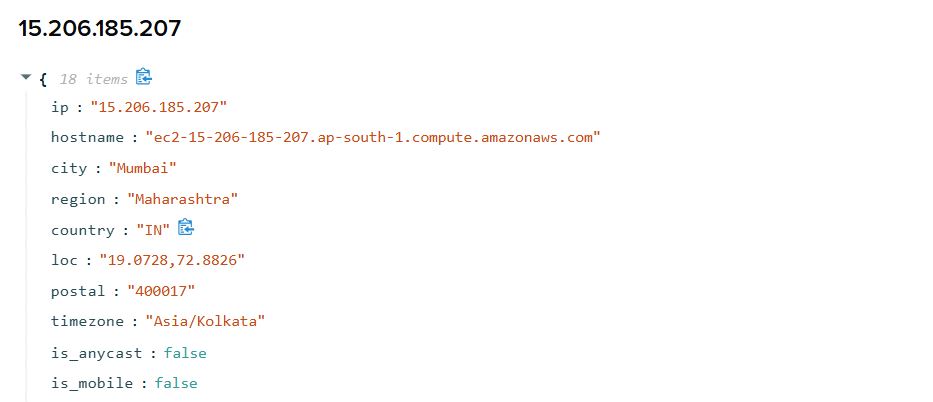 15.206.185.207
{ 18 items
ip : "15.206.185.207"
hostname : "ec2-15-206-185-207.ap-south-1.compute.amazonaws.com"
city : "Mumbai"
region : "Maharashtra"
country : "IN"
loc : "19.0728,72.8826"
postal : "400017"
timezone : "Asia/Kolkata"
is_anycast : false
is_mobile : false